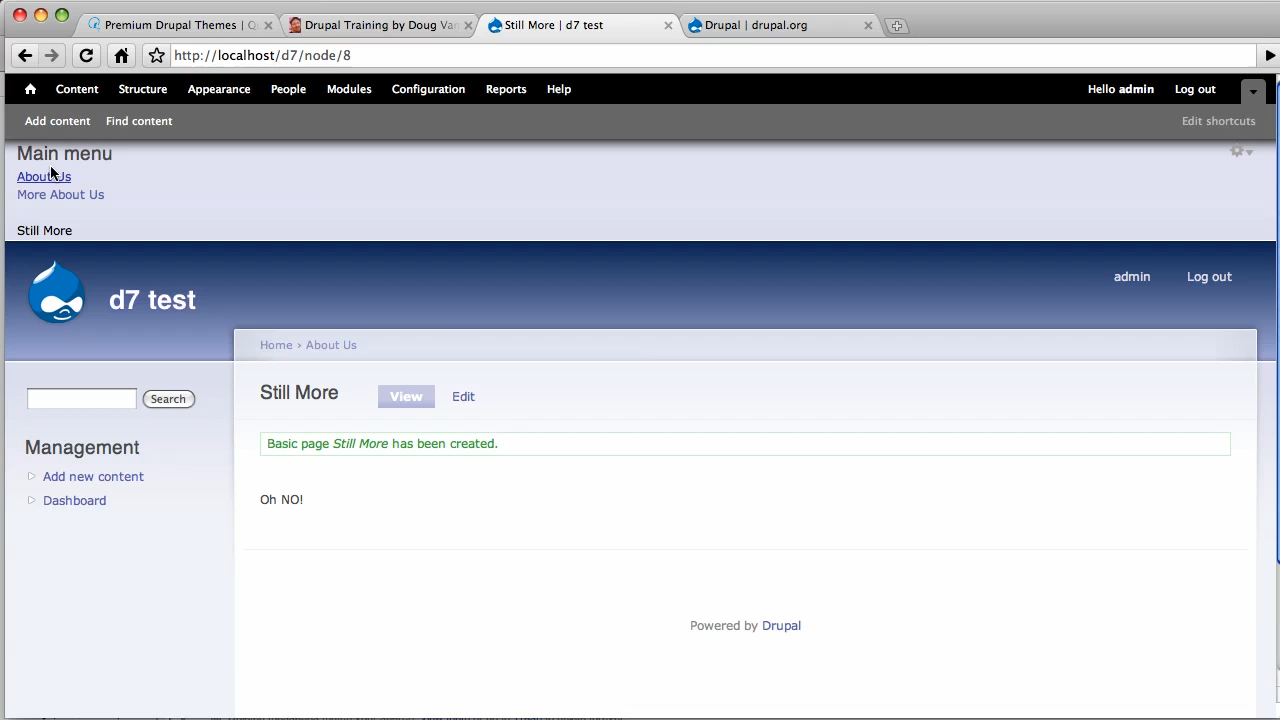 Premium Drupal Themes |
Drupal Training by Doug Van
Still More | d7 test
Drupal | drupal.org
http://localhost/d7/node/8
Content Structure Appearance People Modules Configuration Reports Help Hello admin Log out
Add content Find content Edit shortcuts
Main menu
About Us
More About Us
Still More
admin Log out
d7 test
Home › About Us
Still More View Edit
Search
Basic page Still More has been created.
Management
Add new content
Dashboard
Oh NO!
Powered by Drupal